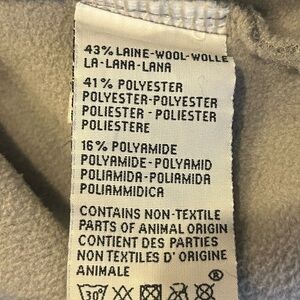 43% LAINE-WOOL-WOLLE
LA-LANA-LANA
41% POLYESTER
POLYESTER-POLYESTER
POLIESTER - POLIESTER
POLIESTERE
16% POLYAMIDE
POLYAMIDE-POLYAMID
POLIAMIDA-POLIAMIDA
POLIAMMIDICA
CONTAINS NON-TEXTILE
PARTS OF ANIMAL ORIGIN
CONTIENT DES PARTIES
NON TEXTILES D' ORIGINE
ANIMALE
®
30°